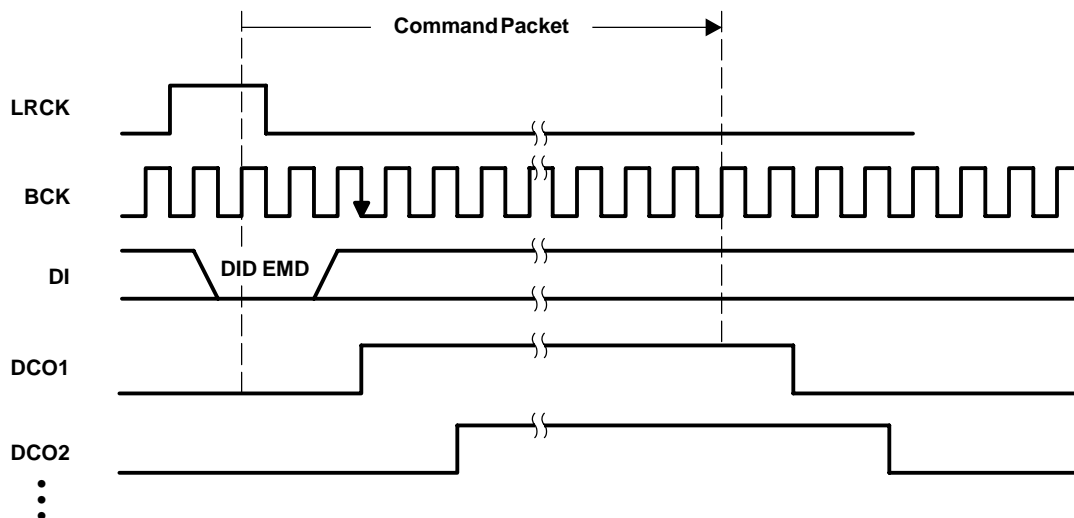 Command Packet
LRCK
BCK
DI
DID EMD
DCO1
DCO2